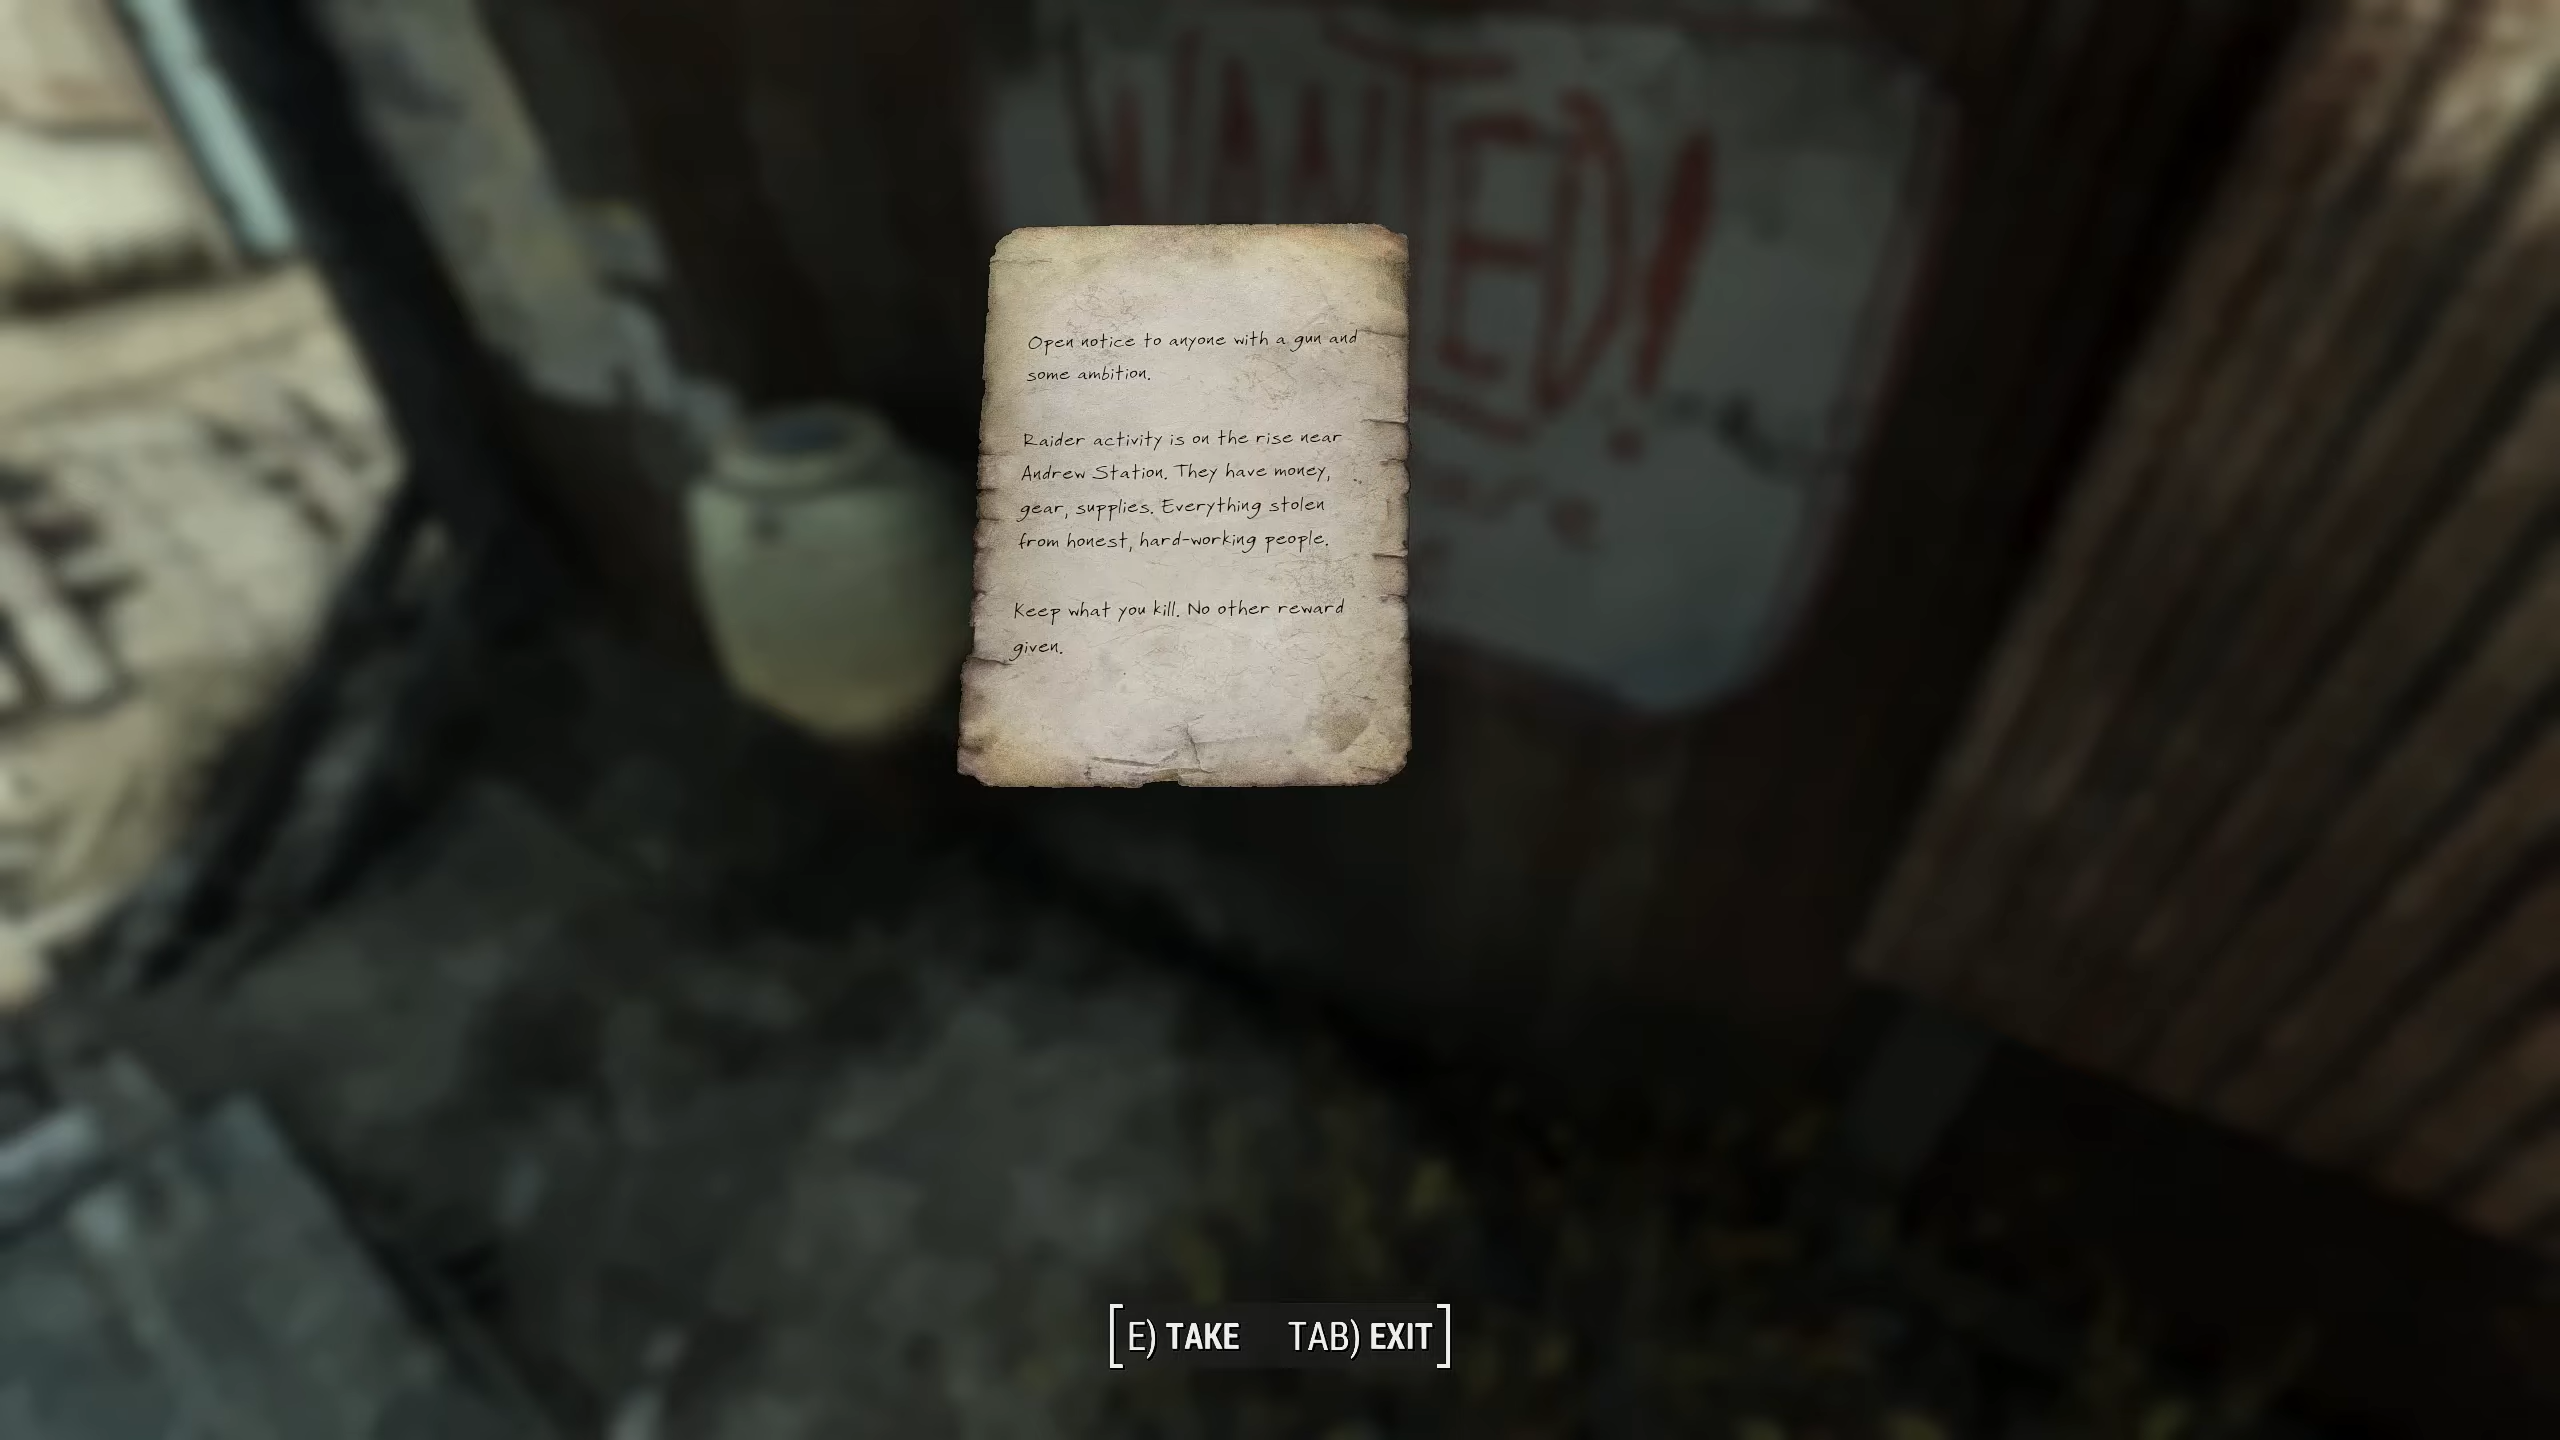 WANTED!
Open notice to anyone with a gun and
some ambition.
Raider activity is on the rise near
Andrew Station. They have money,
gear, supplies. Everything stolen
from honest, hard-working people.
Keep what you kill. No other reward
given.
[E) TAKE TAB) EXIT]